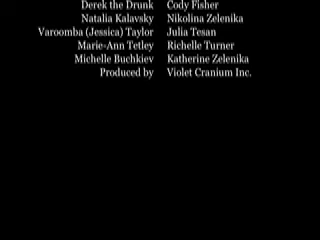 Derek the Drunk Cody Fisher
Natalia Kalavsky Nikolina Zelenika
Varoomba (Jessica) Taylor Julia Tesan
Marie-Ann Tetley Richelle Turner
Michelle Buchkiev Katherine Zelenika
Produced by Violet Cranium Inc.